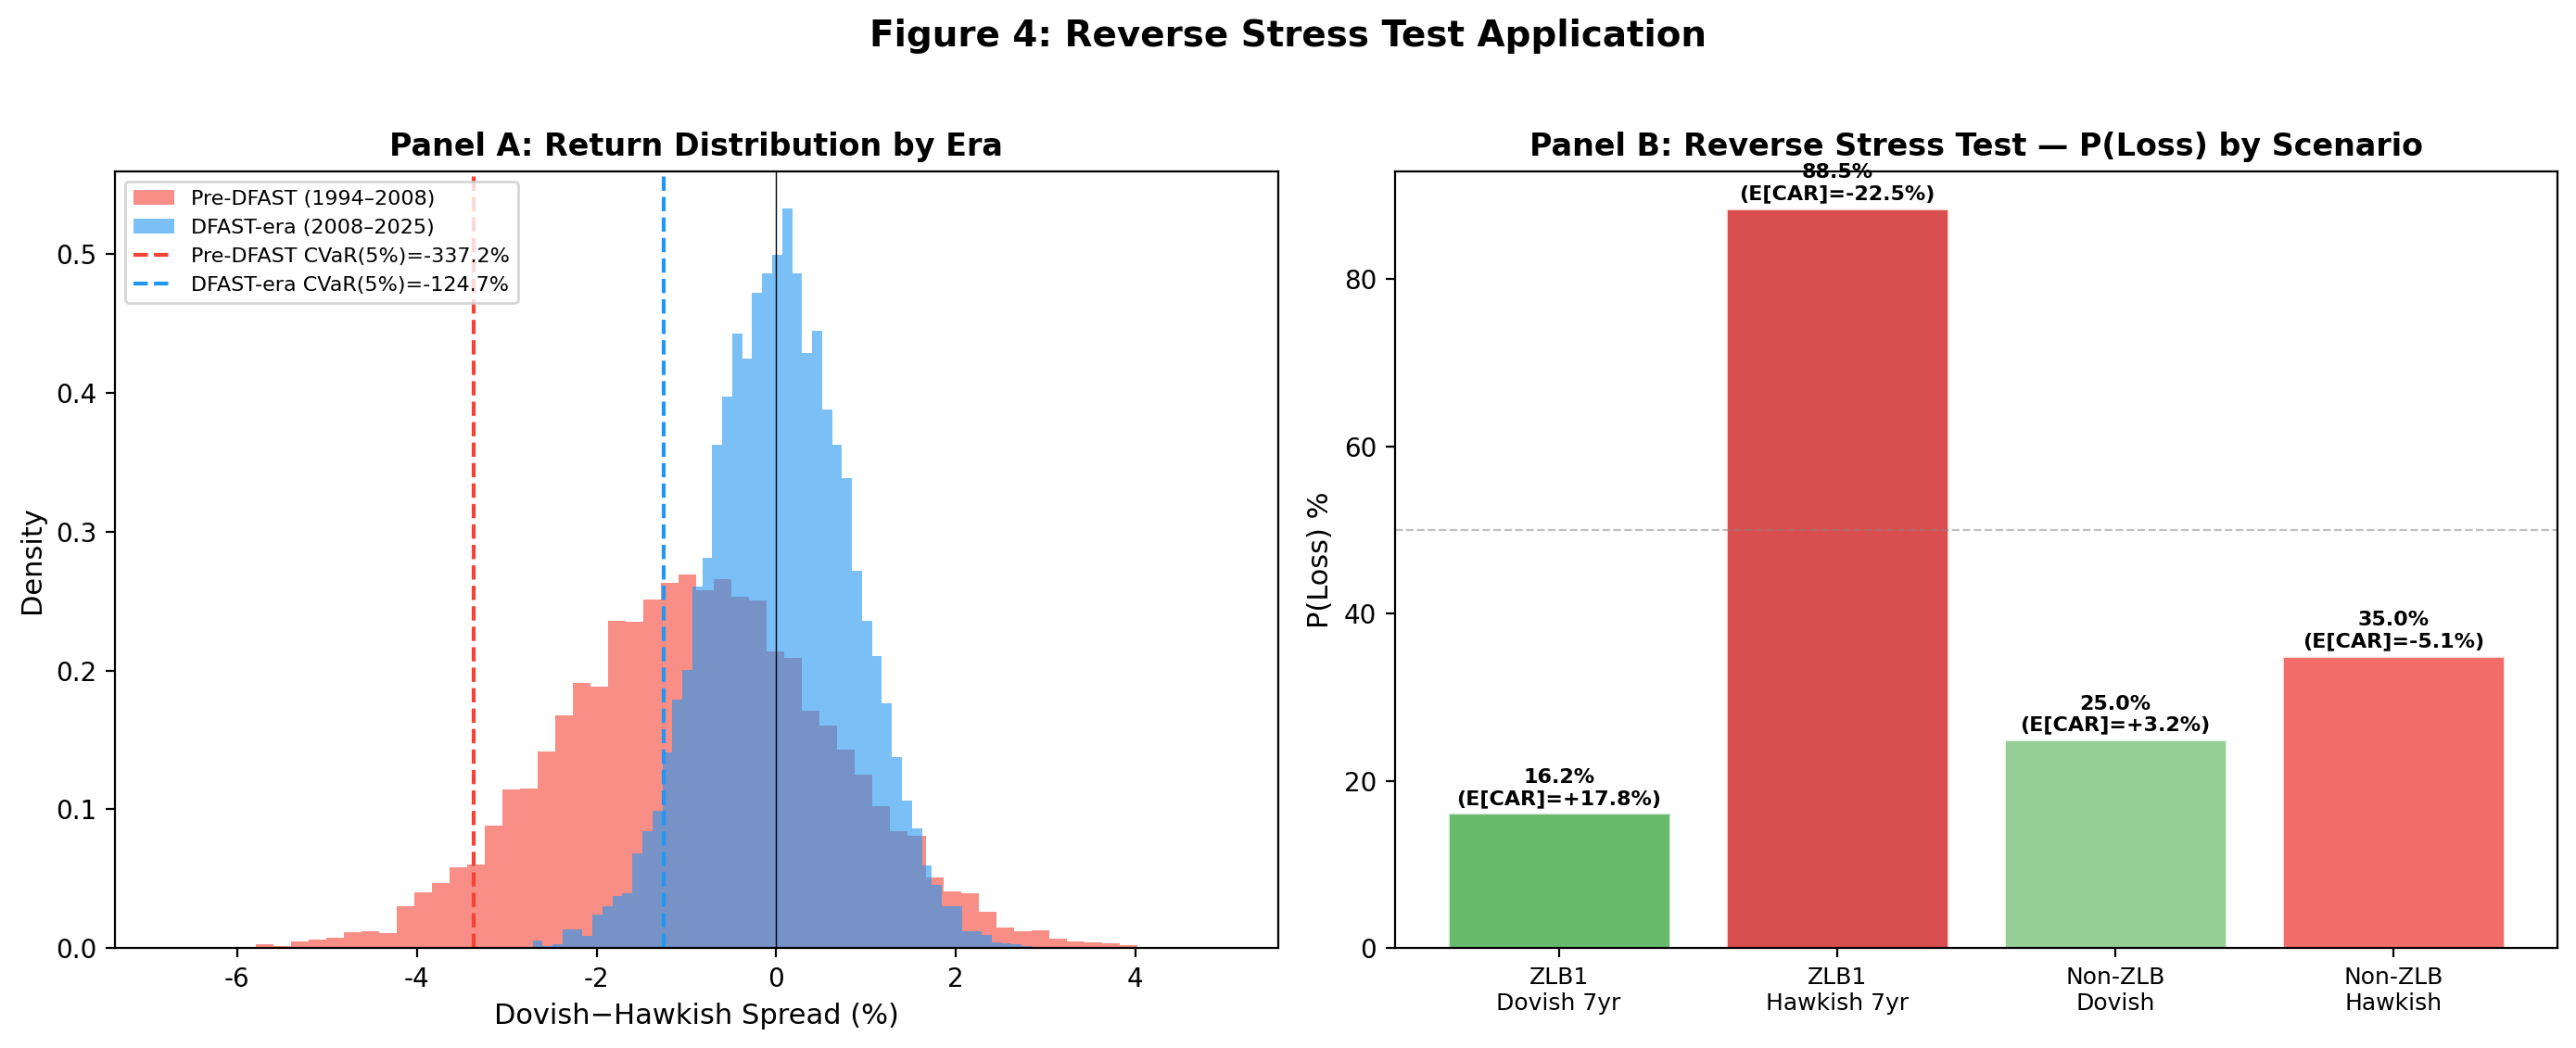 Figure 4: Reverse Stress Test Application
Panel A: Return Distribution by Era
Pre-DFAST (1994–2008)
DFAST-era (2008–2025)
Pre-DFAST CVaR(5%)=-337.2%
DFAST-era CVaR(5%)=-124.7%
Density
0.5
0.4
0.3
0.2
0.1
0.0
-6
-4
-2
0
2
4
Dovish−Hawkish Spread (%)
Panel B: Reverse Stress Test — P(Loss) by Scenario
P(Loss) %
80
60
40
20
0
16.2%
(E[CAR]=+17.8%)
88.5%
(E[CAR]=-22.5%)
25.0%
(E[CAR]=+3.2%)
35.0%
(E[CAR]=-5.1%)
ZLB1
Dovish 7yr
ZLB1
Hawkish 7yr
Non-ZLB
Dovish
Non-ZLB
Hawkish